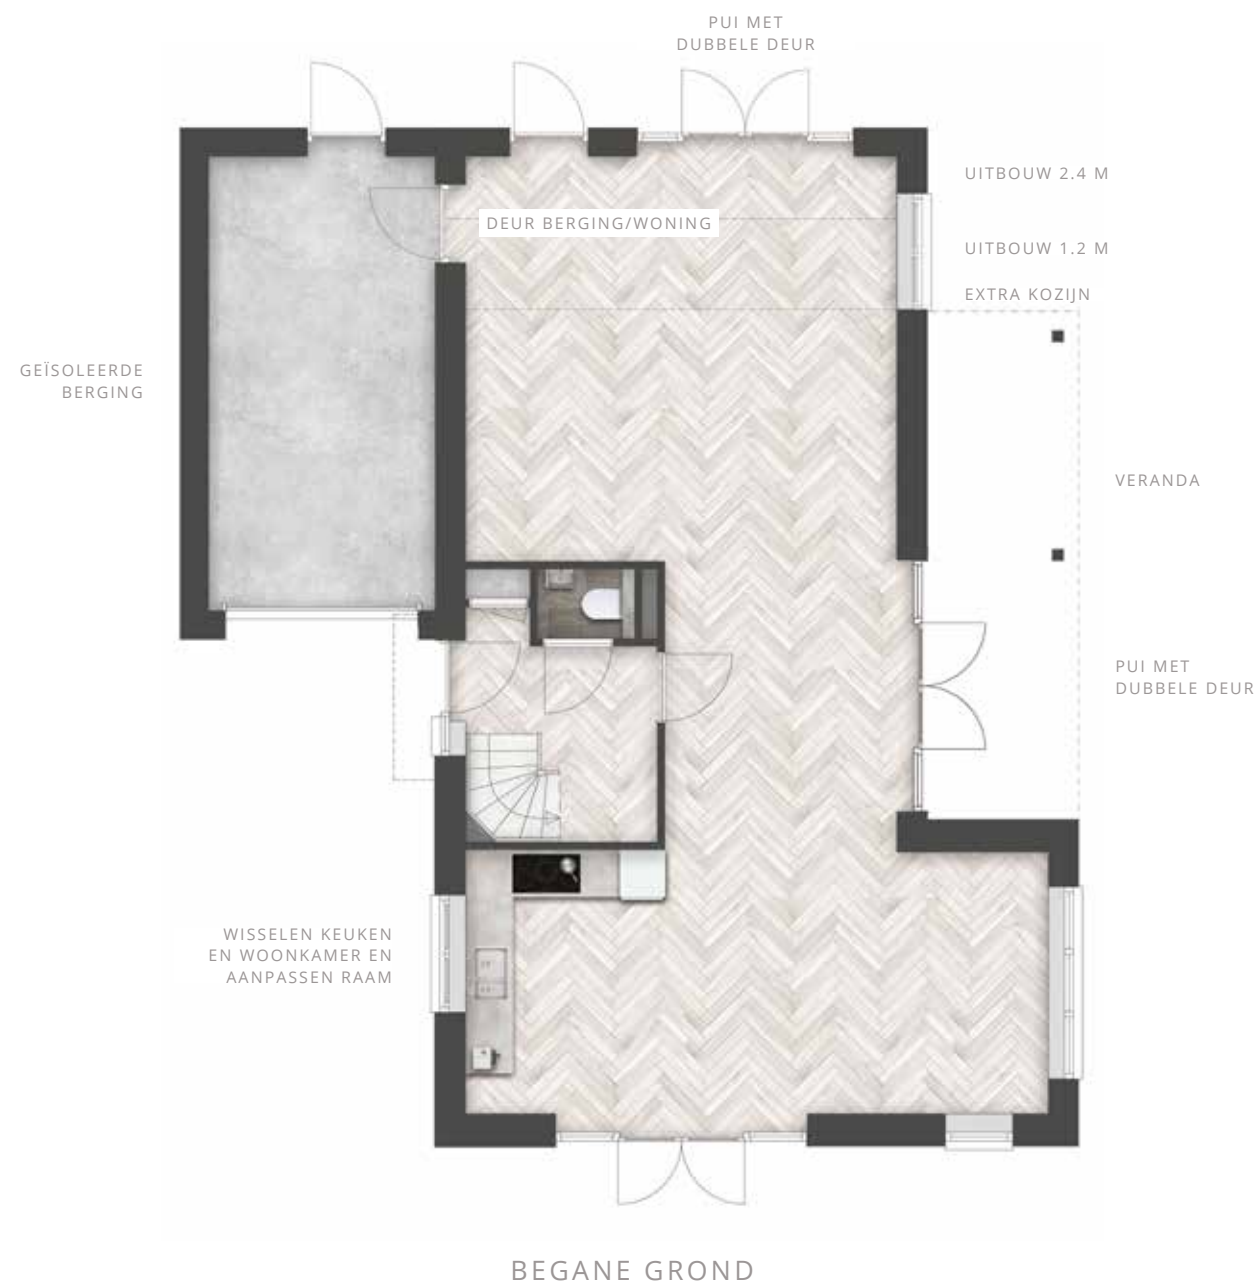 PUI MET
DUBBELE DEUR
UITBOUW 2.4 M
DEUR BERGING/WONING
UITBOUW 1.2 M
EXTRA KOZIJN
GEÏSOLEERDE
BERGING
VERANDA
PUI MET
DUBBELE DEUR
WISSELEN KEUKEN
EN WOONKAMER EN
AANPASSEN RAAM
BEGANE GROND